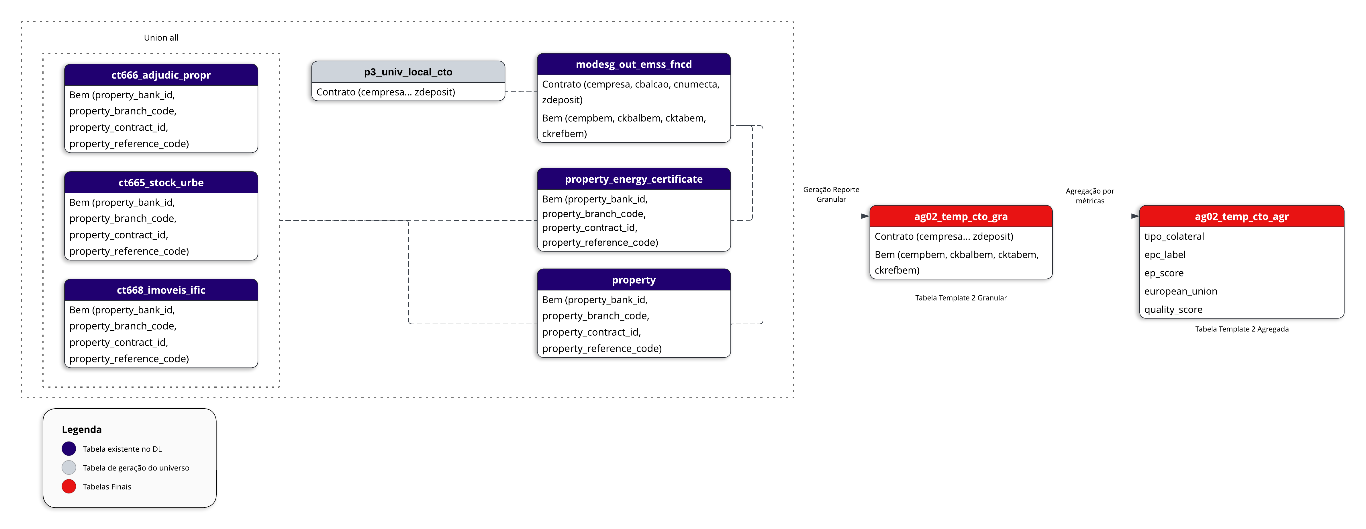 Union all
ct666_adjudic_propr
Bem (property_bank_id,
property_branch_code,
property_contract_id,
property_reference_code)
ct665_stock_urbe
Bem (property_bank_id,
property_branch_code,
property_contract_id,
property_reference_code)
ct668_imoveis_ific
Bem (property_bank_id,
property_branch_code,
property_contract_id,
property_reference_code)
p3_univ_local_cto
Contrato (cempresa... zdeposit)
modesg_out_emss_fncd
Contrato (cempresa, cbalcao, cnumecta,
zdeposit)
Bem (cempbem, ckbalbem, cktabem,
ckrefbem)
property_energy_certificate
Bem (property_bank_id,
property_branch_code,
property_contract_id,
property_reference_code)
property
Bem (property_bank_id,
property_branch_code,
property_contract_id,
property_reference_code)
Geração Reporte
Granular
ag02_temp_cto_gra
Contrato (cempresa... zdeposit)
Bem (cempbem, ckbalbem, cktabem,
ckrefbem)
Tabela Template 2 Granular
Agregação por
métricas
ag02_temp_cto_agr
tipo_colateral
epc_label
ep_score
european_union
quality_score
Tabela Template 2 Agregada
Legenda
Tabela existente no DL
Tabela de geração do universo
Tabelas Finais